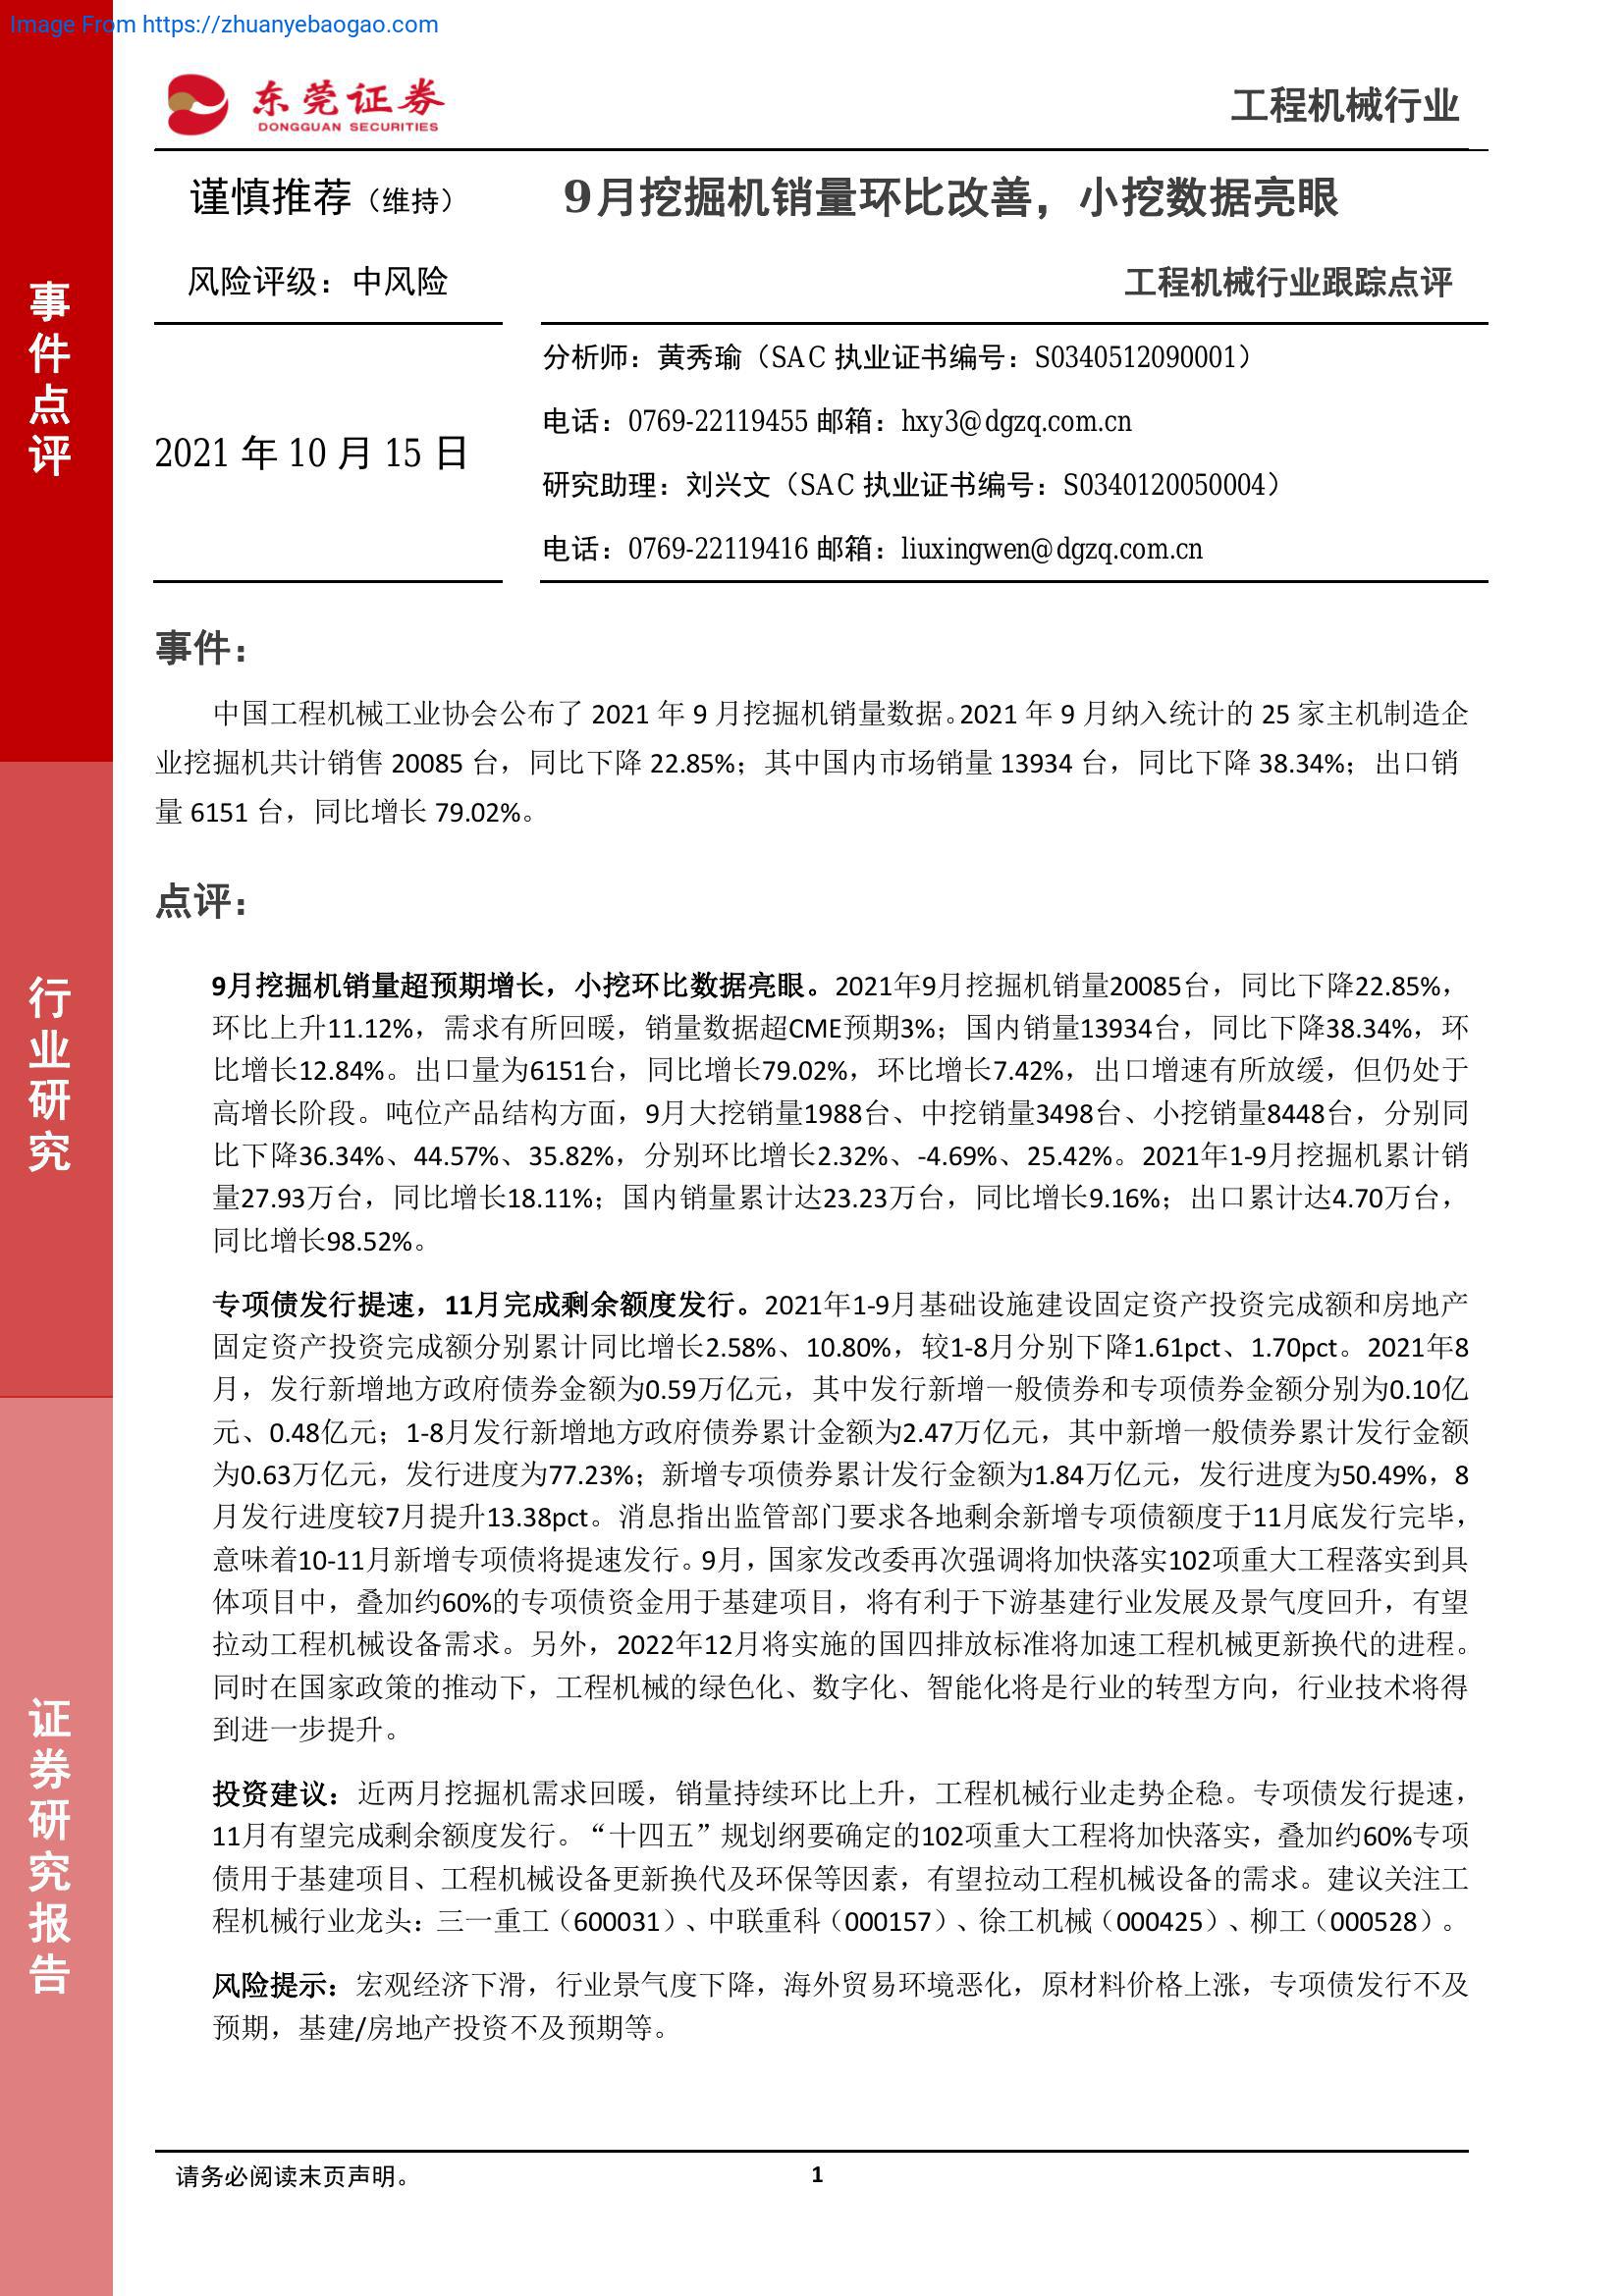 Image From https://zhuanyebaogao.com
东莞证券
DONGGUAN SECURITIES
工程机械行业
谨慎推荐（维持）
9月挖掘机销量环比改善，小挖数据亮眼
风险评级：中风险
工程机械行业跟踪点评
2021 年 10 月 15 日
分析师：黄秀瑜（SAC 执业证书编号：S0340512090001）
电话：0769-22119455 邮箱：hxy3@dgzq.com.cn
研究助理：刘兴文（SAC 执业证书编号：S0340120050004）
电话：0769-22119416 邮箱：liuxingwen@dgzq.com.cn
事件点评
行业研究
证券研究报告
事件：
中国工程机械工业协会公布了 2021 年 9 月挖掘机销量数据。2021 年 9 月纳入统计的 25 家主机制造企
业挖掘机共计销售 20085 台，同比下降 22.85%；其中国内市场销量 13934 台，同比下降 38.34%；出口销
量 6151 台，同比增长 79.02%。
点评：
9月挖掘机销量超预期增长，小挖环比数据亮眼。2021年9月挖掘机销量20085台，同比下降22.85%，
环比上升11.12%，需求有所回暖，销量数据超CME预期3%；国内销量13934台，同比下降38.34%，环
比增长12.84%。出口量为6151台，同比增长79.02%，环比增长7.42%，出口增速有所放缓，但仍处于
高增长阶段。吨位产品结构方面，9月大挖销量1988台、中挖销量3498台、小挖销量8448台，分别同
比下降36.34%、44.57%、35.82%，分别环比增长2.32%、-4.69%、25.42%。2021年1-9月挖掘机累计销
量27.93万台，同比增长18.11%；国内销量累计达23.23万台，同比增长9.16%；出口累计达4.70万台，
同比增长98.52%。
专项债发行提速，11月完成剩余额度发行。2021年1-9月基础设施建设固定资产投资完成额和房地产
固定资产投资完成额分别累计同比增长2.58%、10.80%，较1-8月分别下降1.61pct、1.70pct。2021年8
月，发行新增地方政府债券金额为0.59万亿元，其中发行新增一般债券和专项债券金额分别为0.10亿
元、0.48亿元；1-8月发行新增地方政府债券累计金额为2.47万亿元，其中新增一般债券累计发行金额
为0.63万亿元，发行进度为77.23%；新增专项债券累计发行金额为1.84万亿元，发行进度为50.49%，8
月发行进度较7月提升13.38pct。消息指出监管部门要求各地剩余新增专项债额度于11月底发行完毕，
意味着10-11月新增专项债将提速发行。9月，国家发改委再次强调将加快落实102项重大工程落实到具
体项目中，叠加约60%的专项债资金用于基建项目，将有利于下游基建行业发展及景气度回升，有望
拉动工程机械设备需求。另外，2022年12月将实施的国四排放标准将加速工程机械更新换代的进程。
同时在国家政策的推动下，工程机械的绿色化、数字化、智能化将是行业的转型方向，行业技术将得
到进一步提升。
投资建议：近两月挖掘机需求回暖，销量持续环比上升，工程机械行业走势企稳。专项债发行提速，
11月有望完成剩余额度发行。“十四五”规划纲要确定的102项重大工程将加快落实，叠加约60%专项
债用于基建项目、工程机械设备更新换代及环保等因素，有望拉动工程机械设备的需求。建议关注工
程机械行业龙头：三一重工（600031）、中联重科（000157）、徐工机械（000425）、柳工（000528）。
风险提示：宏观经济下滑，行业景气度下降，海外贸易环境恶化，原材料价格上涨，专项债发行不及
预期，基建/房地产投资不及预期等。
请务必阅读末页声明。
1